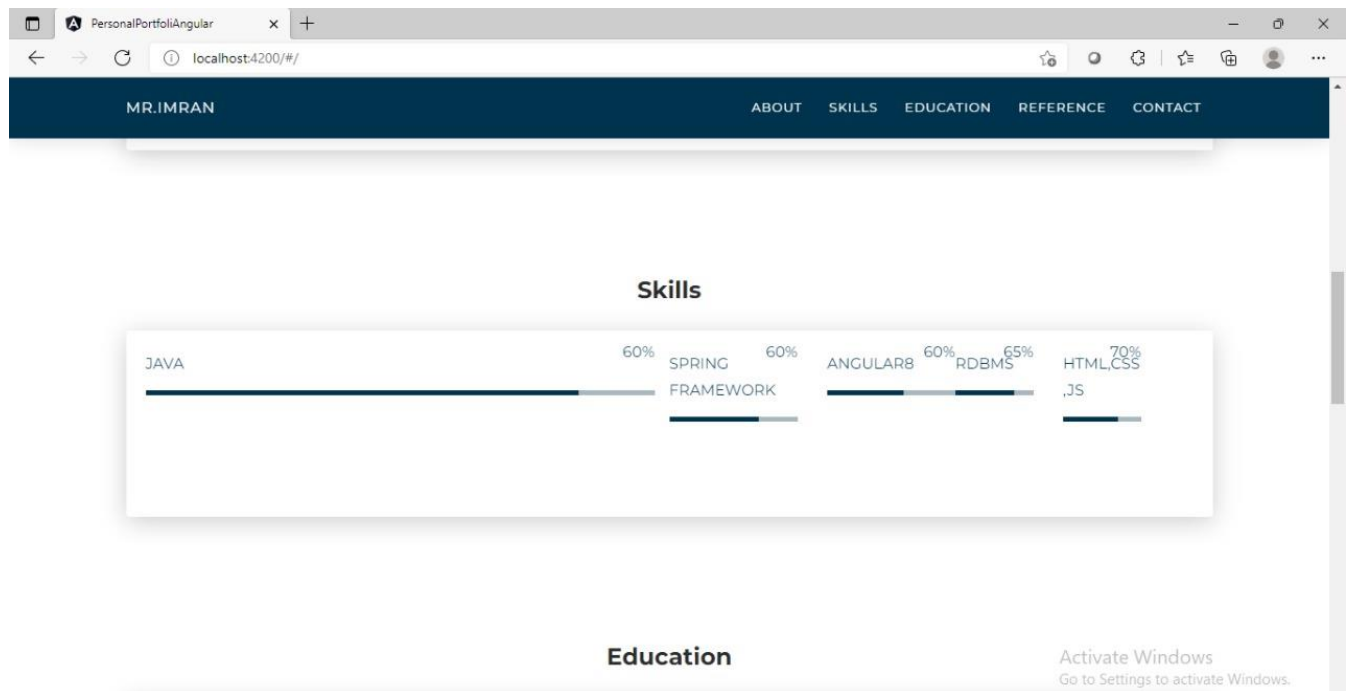 PersonalPortfoliAngular
localhost:4200/#/
MR.IMRAN ABOUT SKILLS EDUCATION REFERENCE CONTACT
Skills
60% 60% 60% 65% 70%
JAVA SPRING ANGULAR8 RDBMS HTML,CSS
FRAMEWORK ,JS
Education
Activate Windows
Go to Settings to activate Windows.